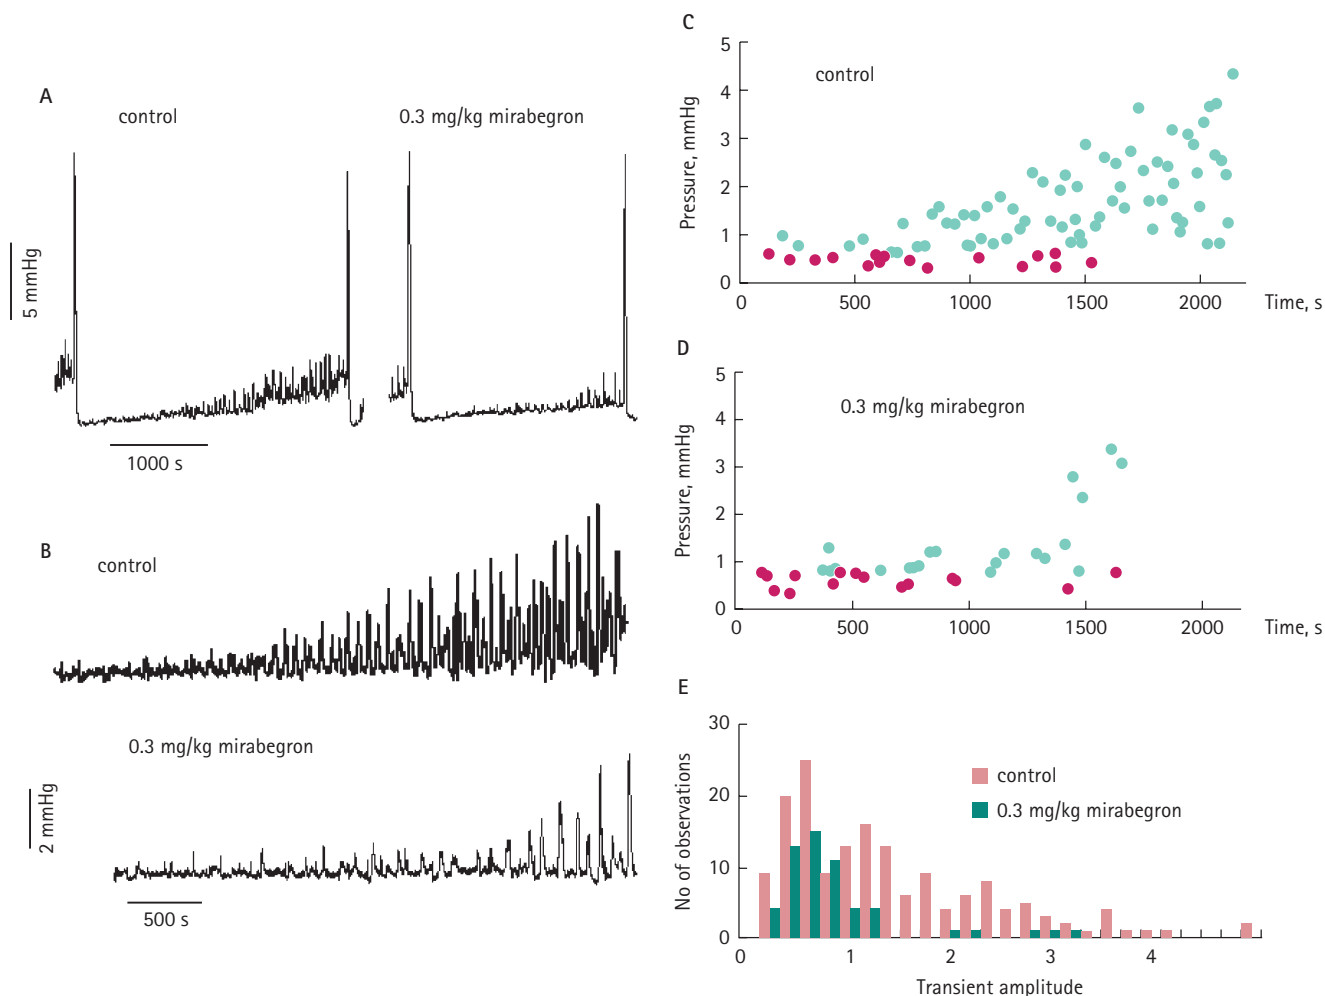 A
control
0.3 mg/kg mirabegron
5 mmHg
1000 s
B
control
0.3 mg/kg mirabegron
2 mmHg
500 s
C
control
Pressure, mmHg
5
4
3
2
1
0
0 500 1000 1500 2000 Time, s
D
0.3 mg/kg mirabegron
Pressure, mmHg
5
4
3
2
1
0
0 500 1000 1500 2000 Time, s
E
No of observations
30
20
10
0
control
0.3 mg/kg mirabegron
0 1 2 3 4
Transient amplitude